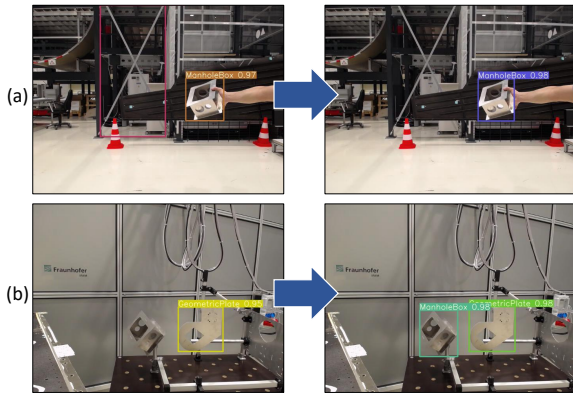 (a)
ManholeBox 0.97
ManholeBox 0.98
(b)
Fraunhofer
GeometricPlate 0.95
Fraunhofer
ManholeBox 0.98
GeometricPlate 0.98